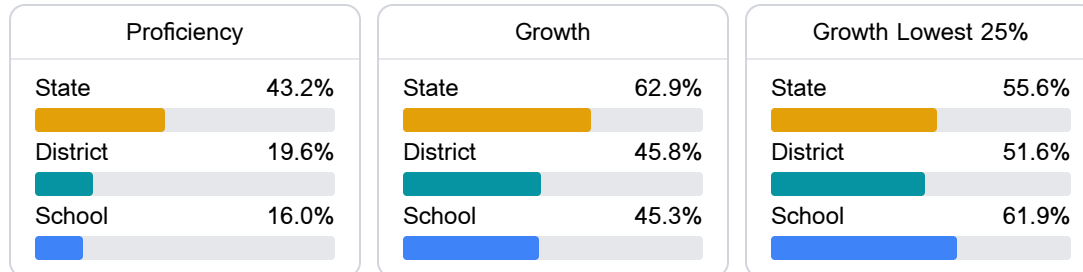 Proficiency
State 43.2%
District 19.6%
School 16.0%
Growth
State 62.9%
District 45.8%
School 45.3%
Growth Lowest 25%
State 55.6%
District 51.6%
School 61.9%